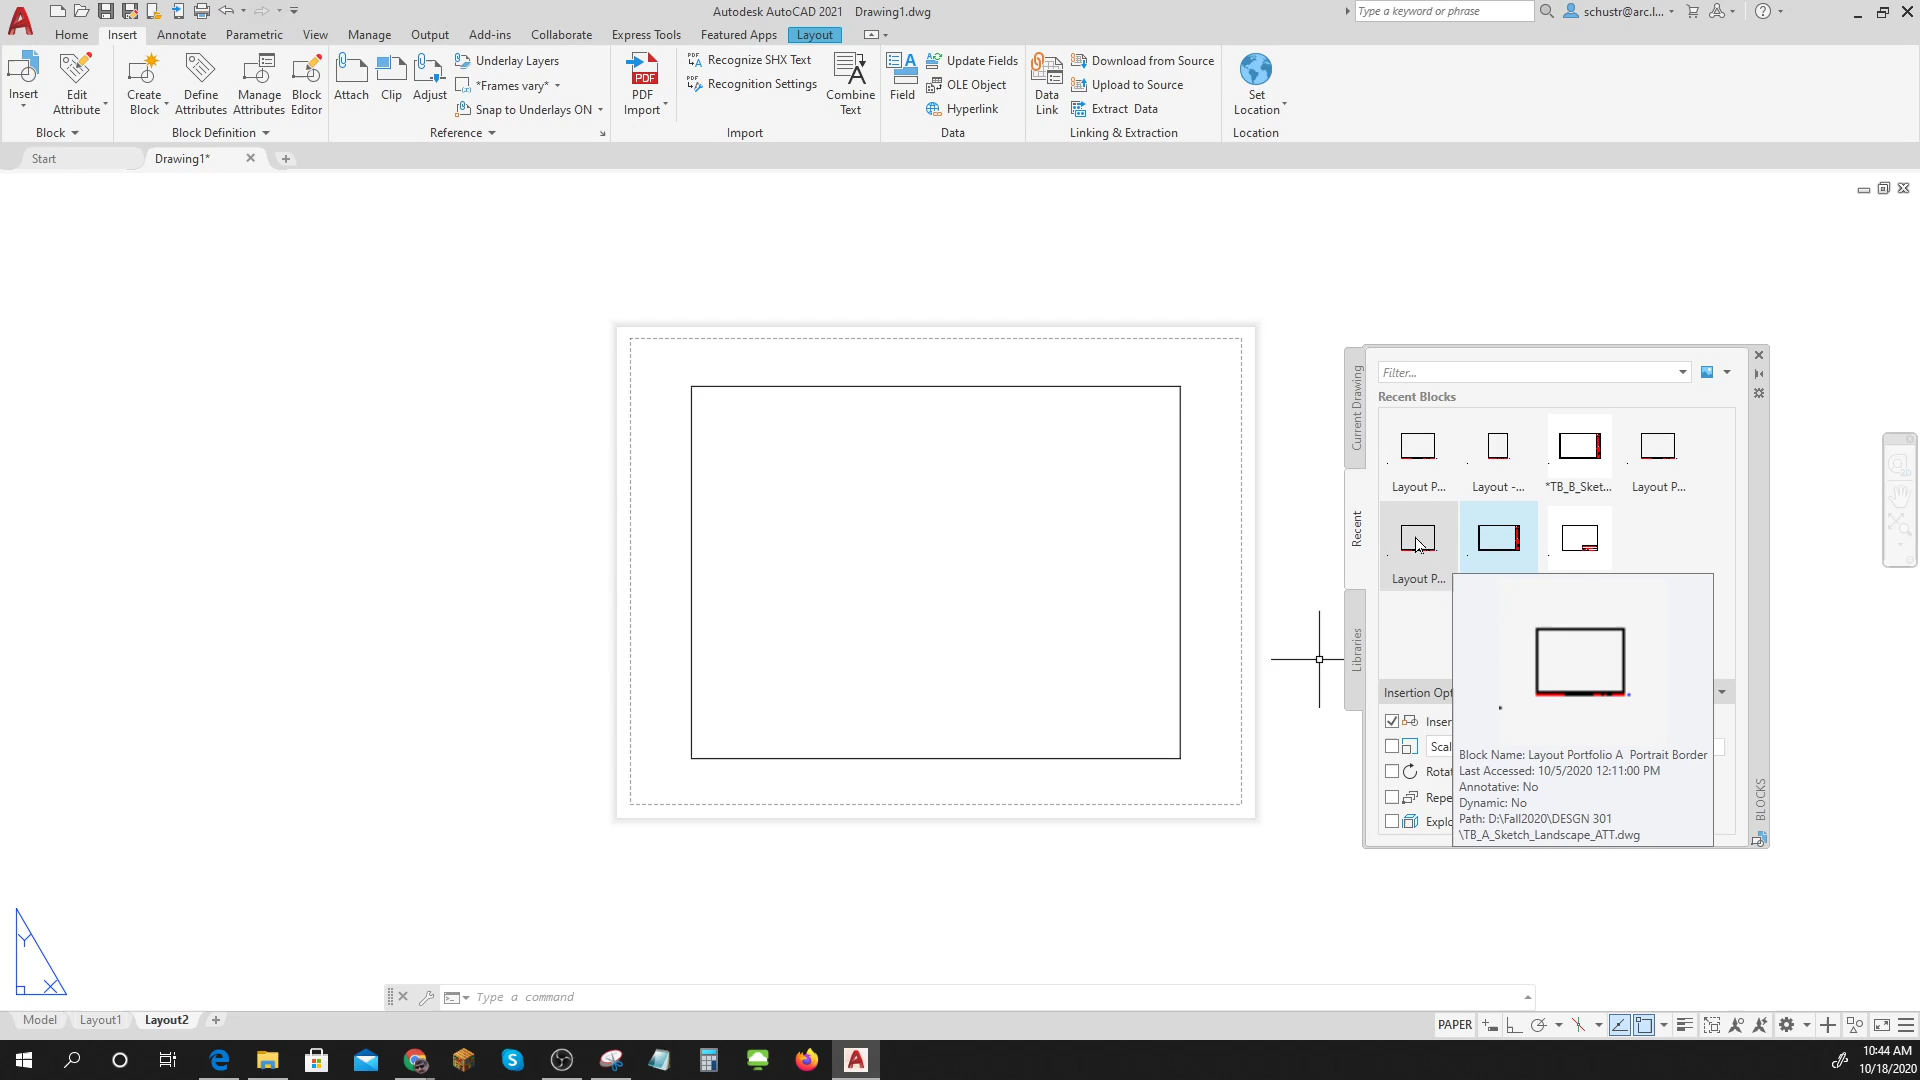 Autodesk AutoCAD 2021 Drawing1.dwg
Type a keyword or phrase
schustr@arc.l...
Home Insert Annotate Parametric View Manage Output Add-ins Collaborate Express Tools Featured Apps Layout
Insert
Edit
Attribute
Block
Create
Block
Define
Attributes
Manage
Attributes
Block
Editor
Block Definition
Attach
Clip
Adjust
Underlay Layers
*Frames vary*
Snap to Underlays ON
Reference
PDF
PDF
Import
Recognize SHX Text
Recognition Settings
Combine
Text
Import
Field
Update Fields
OLE Object
Hyperlink
Data
Data
Link
Download from Source
Upload to Source
Extract Data
Linking & Extraction
Set
Location
Location
Start
Drawing1*
Current Drawing
Recent
Libraries
Filter...
Recent Blocks
Layout P...
Layout -...
*TB_B_Sket...
Layout P...
Layout P...
Insertion Opt
Inser
Scal
Rotat
Repe
Explo
Block Name: Layout Portfolio A Portrait Border
Last Accessed: 10/5/2020 12:11:00 PM
Annotative: No
Dynamic: No
Path: D:\Fall2020\DESGN 301
\TB_A_Sketch_Landscape_ATT.dwg
BLOCKS
Y
X
Type a command
Model Layout1 Layout2
PAPER
10:44 AM
10/18/2020